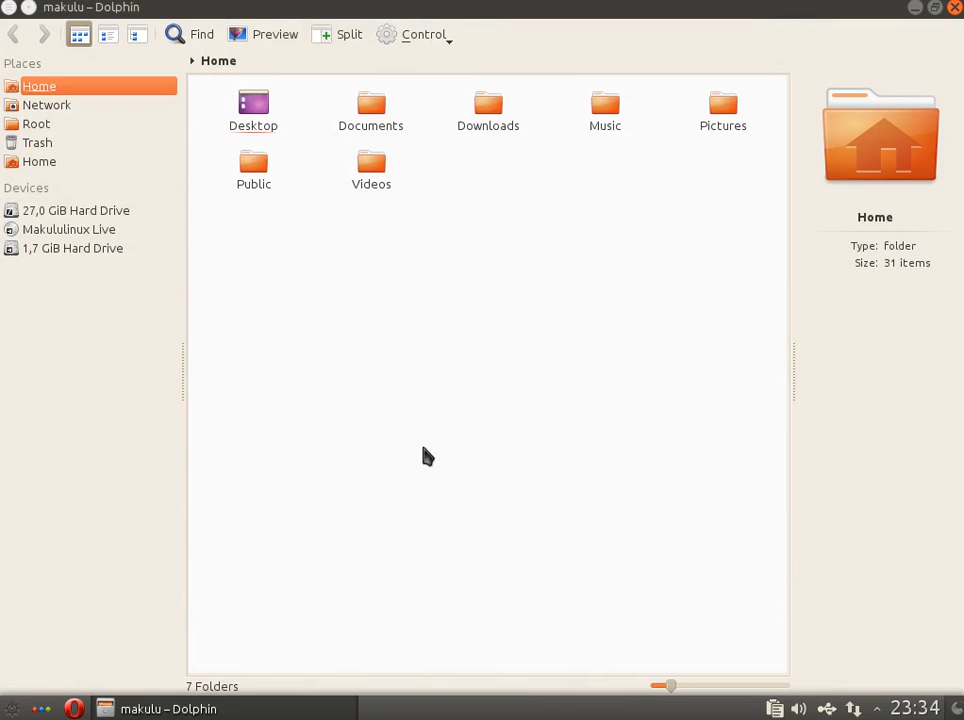 makulu – Dolphin
Find
Preview
Split
Control
Places
Home
Network
Root
Trash
Home
Devices
27,0 GiB Hard Drive
Makululinux Live
1,7 GiB Hard Drive
Home
Desktop
Documents
Downloads
Music
Pictures
Public
Videos
Home
Type: folder
Size: 31 items
7 Folders
makulu – Dolphin
23:34